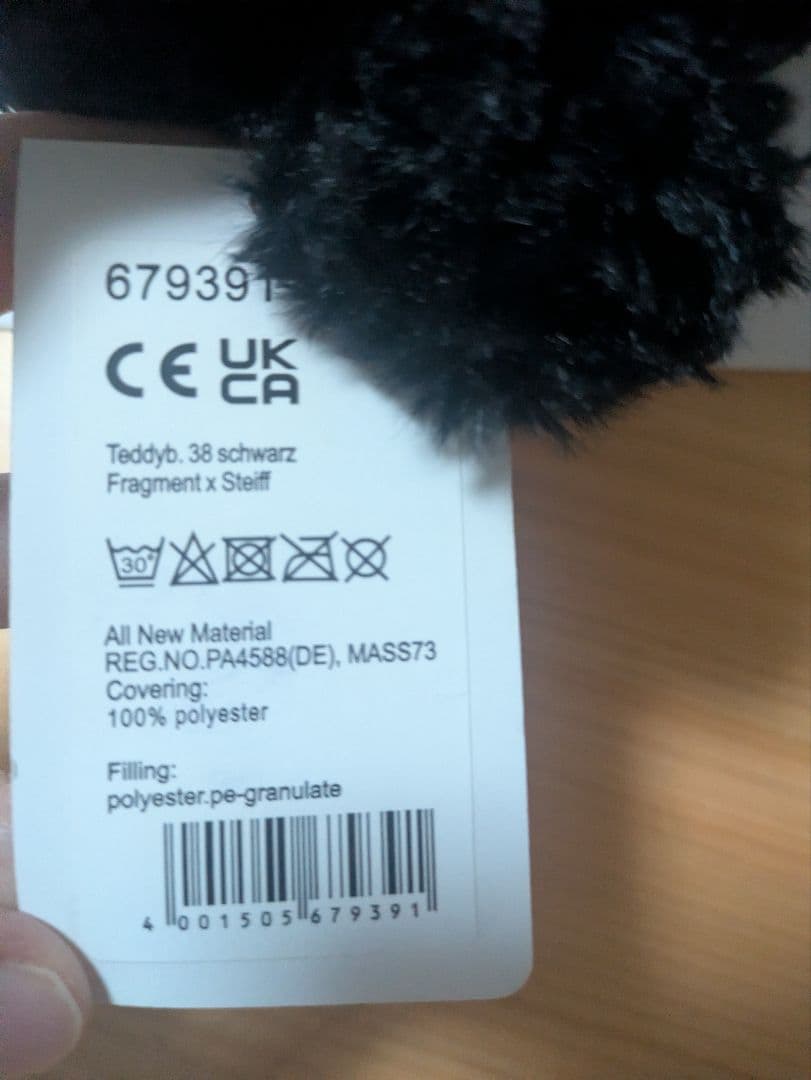 679391
CE UK
CA
Teddyb. 38 schwarz
Fragment x Steiff
30°
All New Material
REG.NO.PA4588(DE), MASS73
Covering:
100% polyester
Filling:
polyester.pe-granulate
4 001505 679391